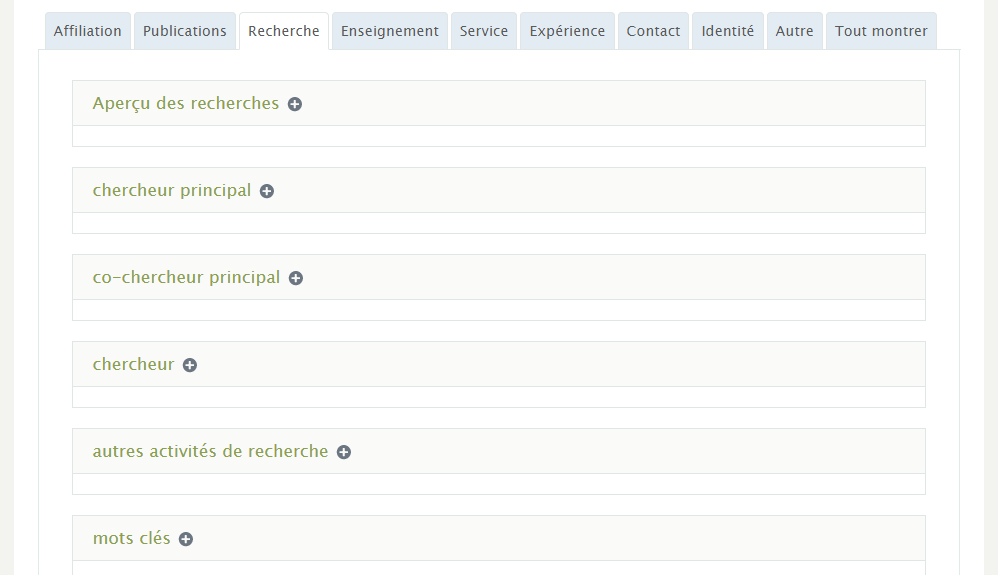 Affiliation Publications Recherche Enseignement Service Expérience Contact Identité Autre Tout montrer
Aperçu des recherches
chercheur principal
co-chercheur principal
chercheur
autres activités de recherche
mots clés